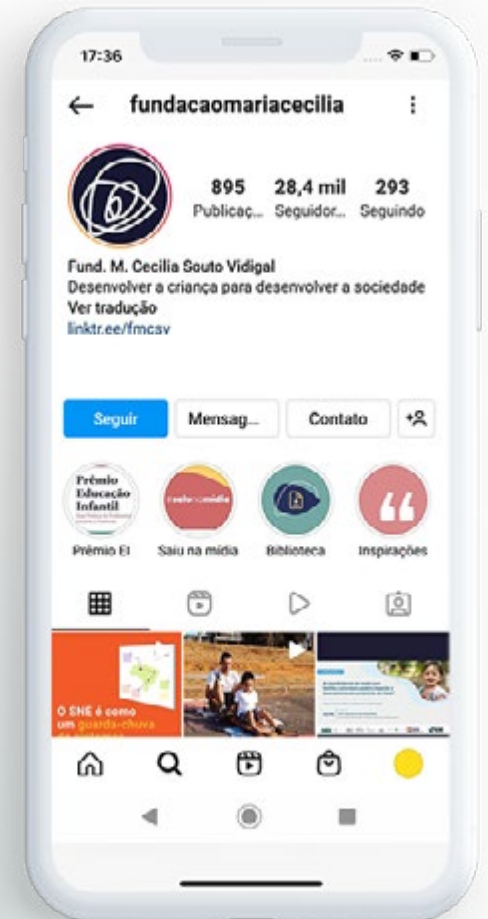 17:36
fundacaomariacecilia
895 28,4 mil 293
Publicaç... Seguidor... Seguindo
Fund. M. Cecilia Souto Vidigal
Desenvolver a criança para desenvolver a sociedade
Ver tradução
linktr.ee/fmcsv
Seguir Mensag... Contato
Prêmio
Educação
Infantil
#saiunamídia
Prêmio EI Saiu na mídia Biblioteca Inspirações
O SNE é como
um guarda-chuva